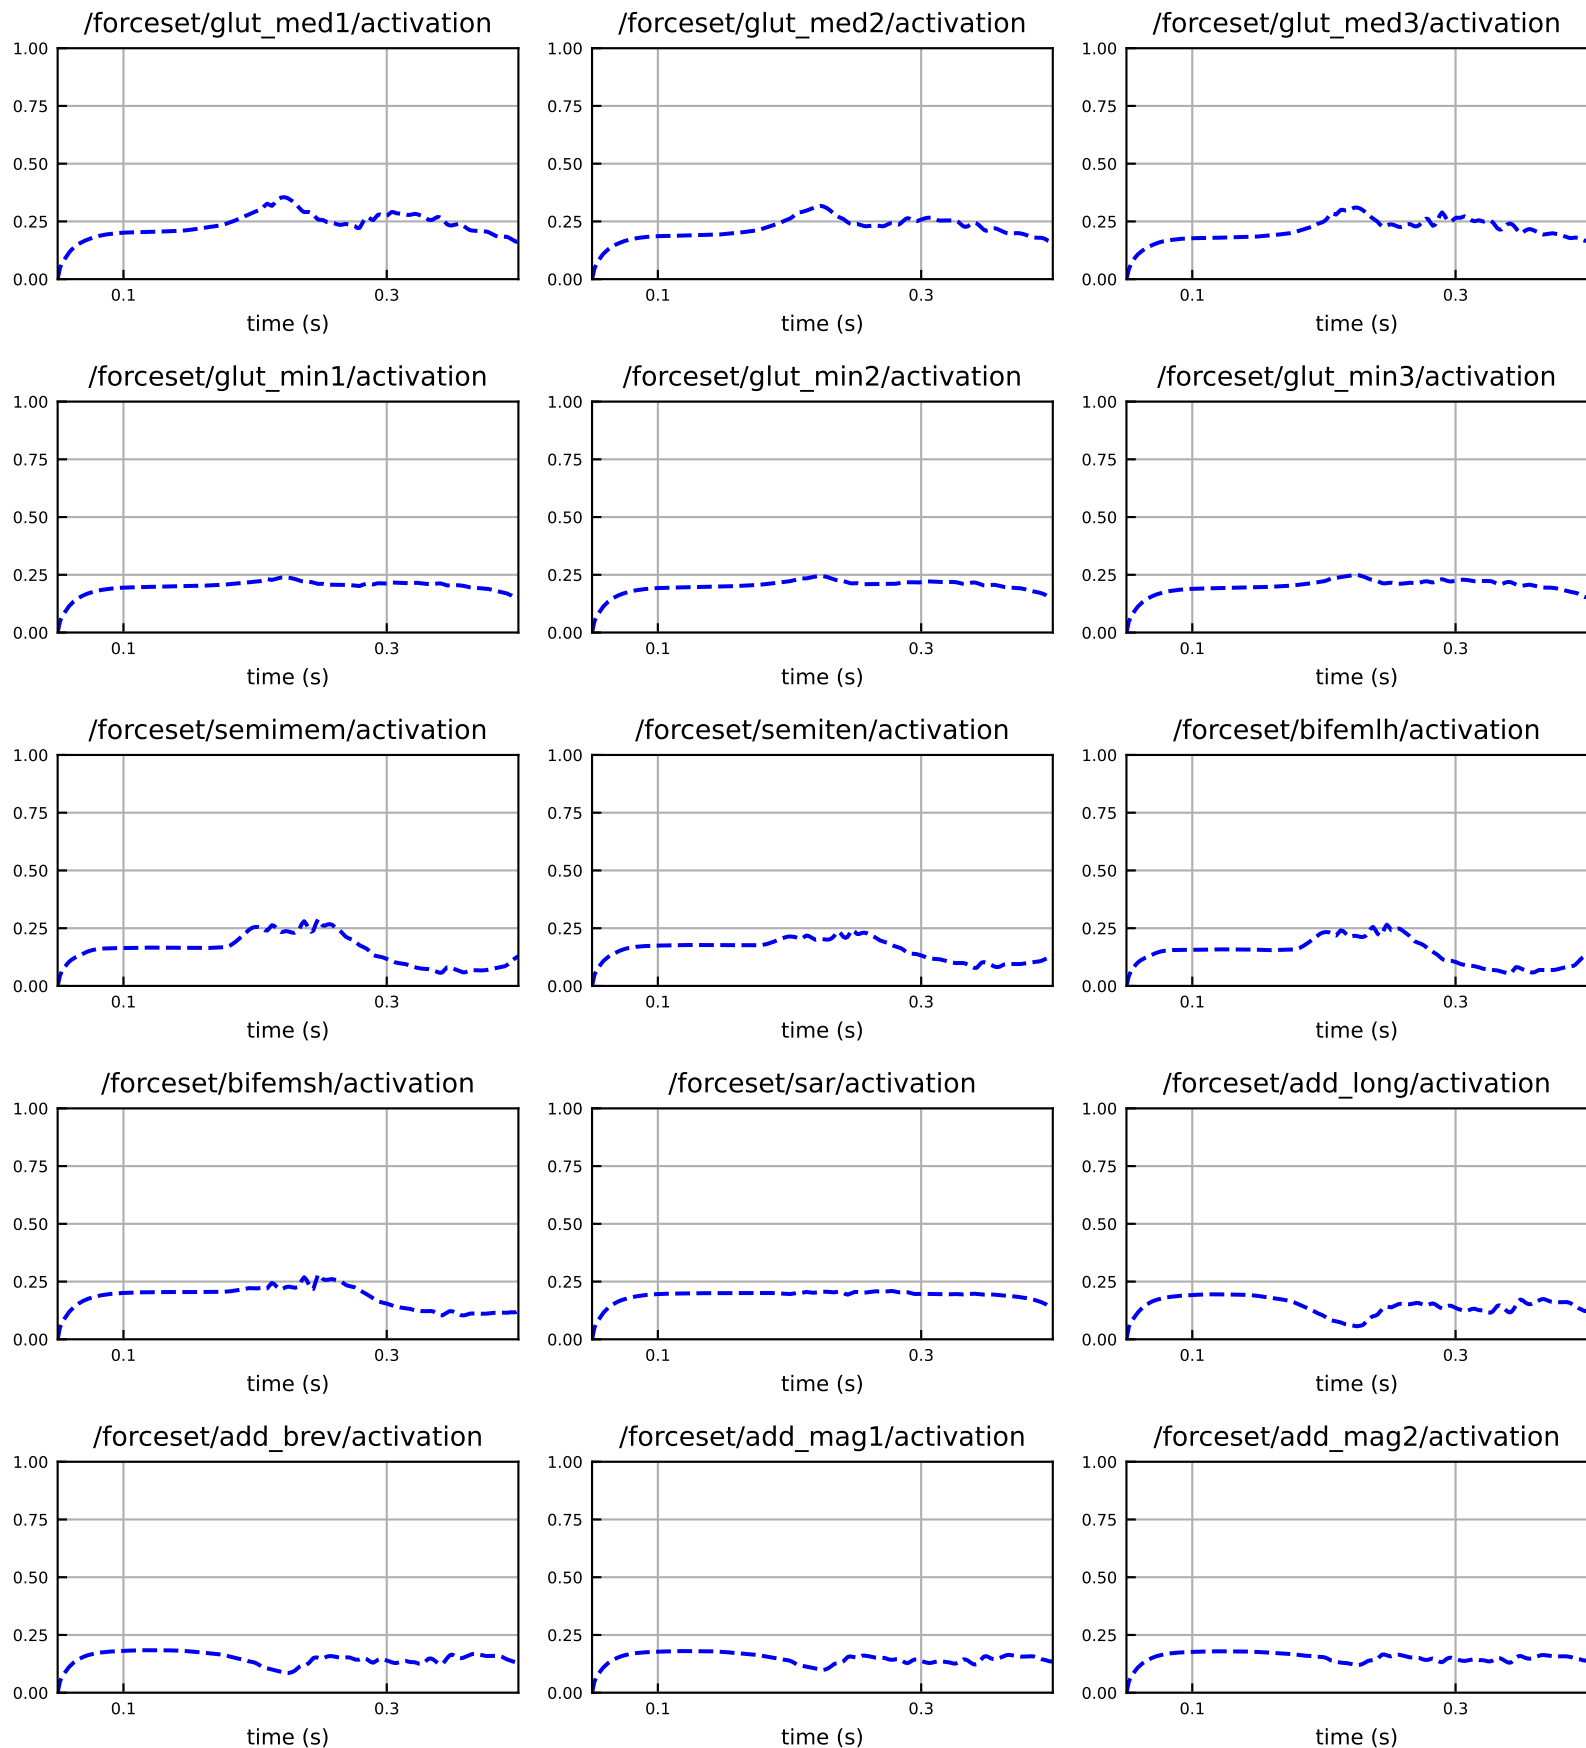 /forceset/glut_med1/activation
/forceset/glut_med2/activation
/forceset/glut_med3/activation
1.00 1.00 1.00
0.75 0.75 0.75
0.50 0.50 0.50
0.25 0.25 0.25
0.00 0.00 0.00
0.1 0.3 0.1 0.3 0.1 0.3
time (s) time (s) time (s)
/forceset/glut_min1/activation
/forceset/glut_min2/activation
/forceset/glut_min3/activation
1.00 1.00 1.00
0.75 0.75 0.75
0.50 0.50 0.50
0.25 0.25 0.25
0.00 0.00 0.00
0.1 0.3 0.1 0.3 0.1 0.3
time (s) time (s) time (s)
/forceset/semimem/activation
/forceset/semiten/activation
/forceset/bifemlh/activation
1.00 1.00 1.00
0.75 0.75 0.75
0.50 0.50 0.50
0.25 0.25 0.25
0.00 0.00 0.00
0.1 0.3 0.1 0.3 0.1 0.3
time (s) time (s) time (s)
/forceset/bifemsh/activation
/forceset/sar/activation
/forceset/add_long/activation
1.00 1.00 1.00
0.75 0.75 0.75
0.50 0.50 0.50
0.25 0.25 0.25
0.00 0.00 0.00
0.1 0.3 0.1 0.3 0.1 0.3
time (s) time (s) time (s)
/forceset/add_brev/activation
/forceset/add_mag1/activation
/forceset/add_mag2/activation
1.00 1.00 1.00
0.75 0.75 0.75
0.50 0.50 0.50
0.25 0.25 0.25
0.00 0.00 0.00
0.1 0.3 0.1 0.3 0.1 0.3
time (s) time (s) time (s)